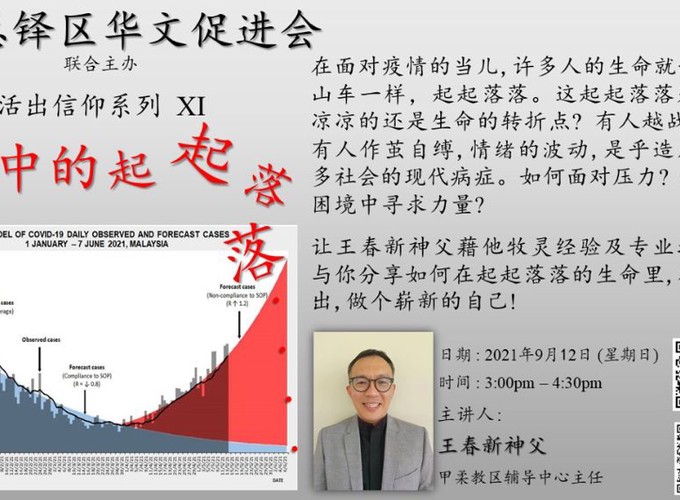 铎区华文促进会
联合主办
活出信仰系列 XI
中的起起落落
DEL OF COVID-19 DAILY OBSERVED AND FORECAST CASES
1 JANUARY – 7 JUNE 2021, MALAYSIA
Forecast cases
(Non-compliance to SOP)
(R ↑ 1.2)
cases
erage)
Observed cases
Forecast cases
(Compliance to SOP)
(R = ↓ 0.8)
DATE
在面对疫情的当儿,许多人的生命就
山车一样, 起起落落。这起起落落
凉凉的还是生命的转折点? 有人越战
有人作茧自缚,情绪的波动,是乎造
多社会的现代病症。如何面对压力?
困境中寻求力量?
让王春新神父藉他牧灵经验及专业
与你分享如何在起起落落的生命里,
出,做个崭新的自己!
日期: 2021年9月12日 (星期日)
时间: 3:00pm – 4:30pm
主讲人:
王春新神父
甲柔教区辅导中心主任